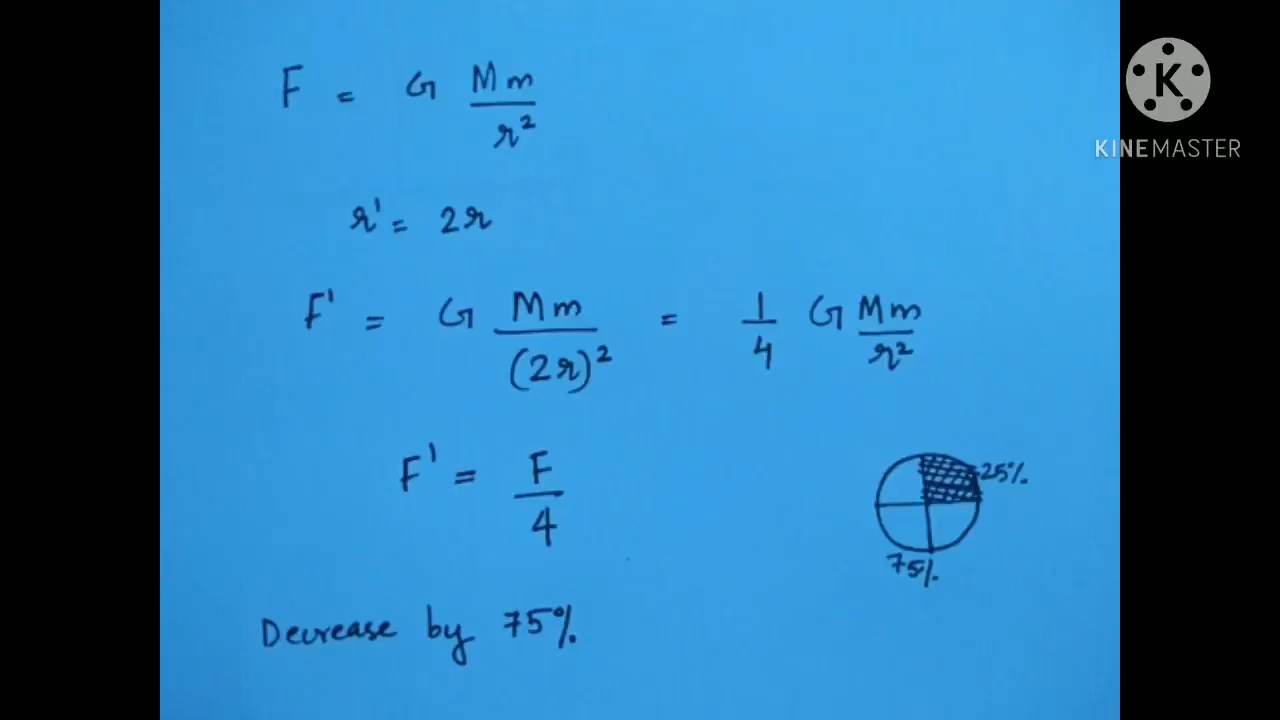 F = G Mm/r²
r' = 2r
F' = G Mm/(2r)² = 1/4 G Mm/r²
F' = F/4
25%
75%
Decrease by 75%
K
KINEMASTER